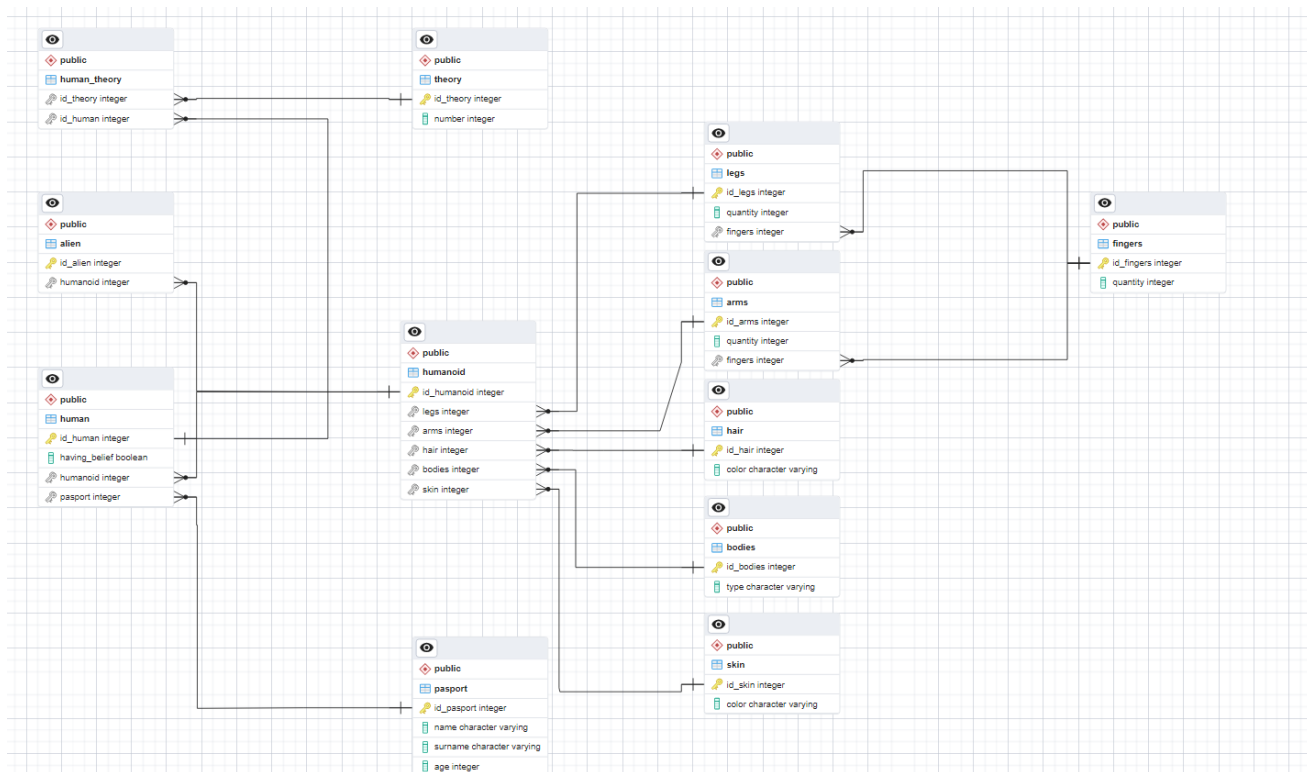 public
human_theory
id_theory integer
id_human integer
public
theory
id_theory integer
number integer
public
alien
id_alien integer
humanoid integer
public
human
id_human integer
having_belief boolean
humanoid integer
pasport integer
public
humanoid
id_humanoid integer
legs integer
arms integer
hair integer
bodies integer
skin integer
public
pasport
id_pasport integer
name character varying
surname character varying
age integer
public
legs
id_legs integer
quantity integer
fingers integer
public
arms
id_arms integer
quantity integer
fingers integer
public
hair
id_hair integer
color character varying
public
bodies
id_bodies integer
type character varying
public
skin
id_skin integer
color character varying
public
fingers
id_fingers integer
quantity integer